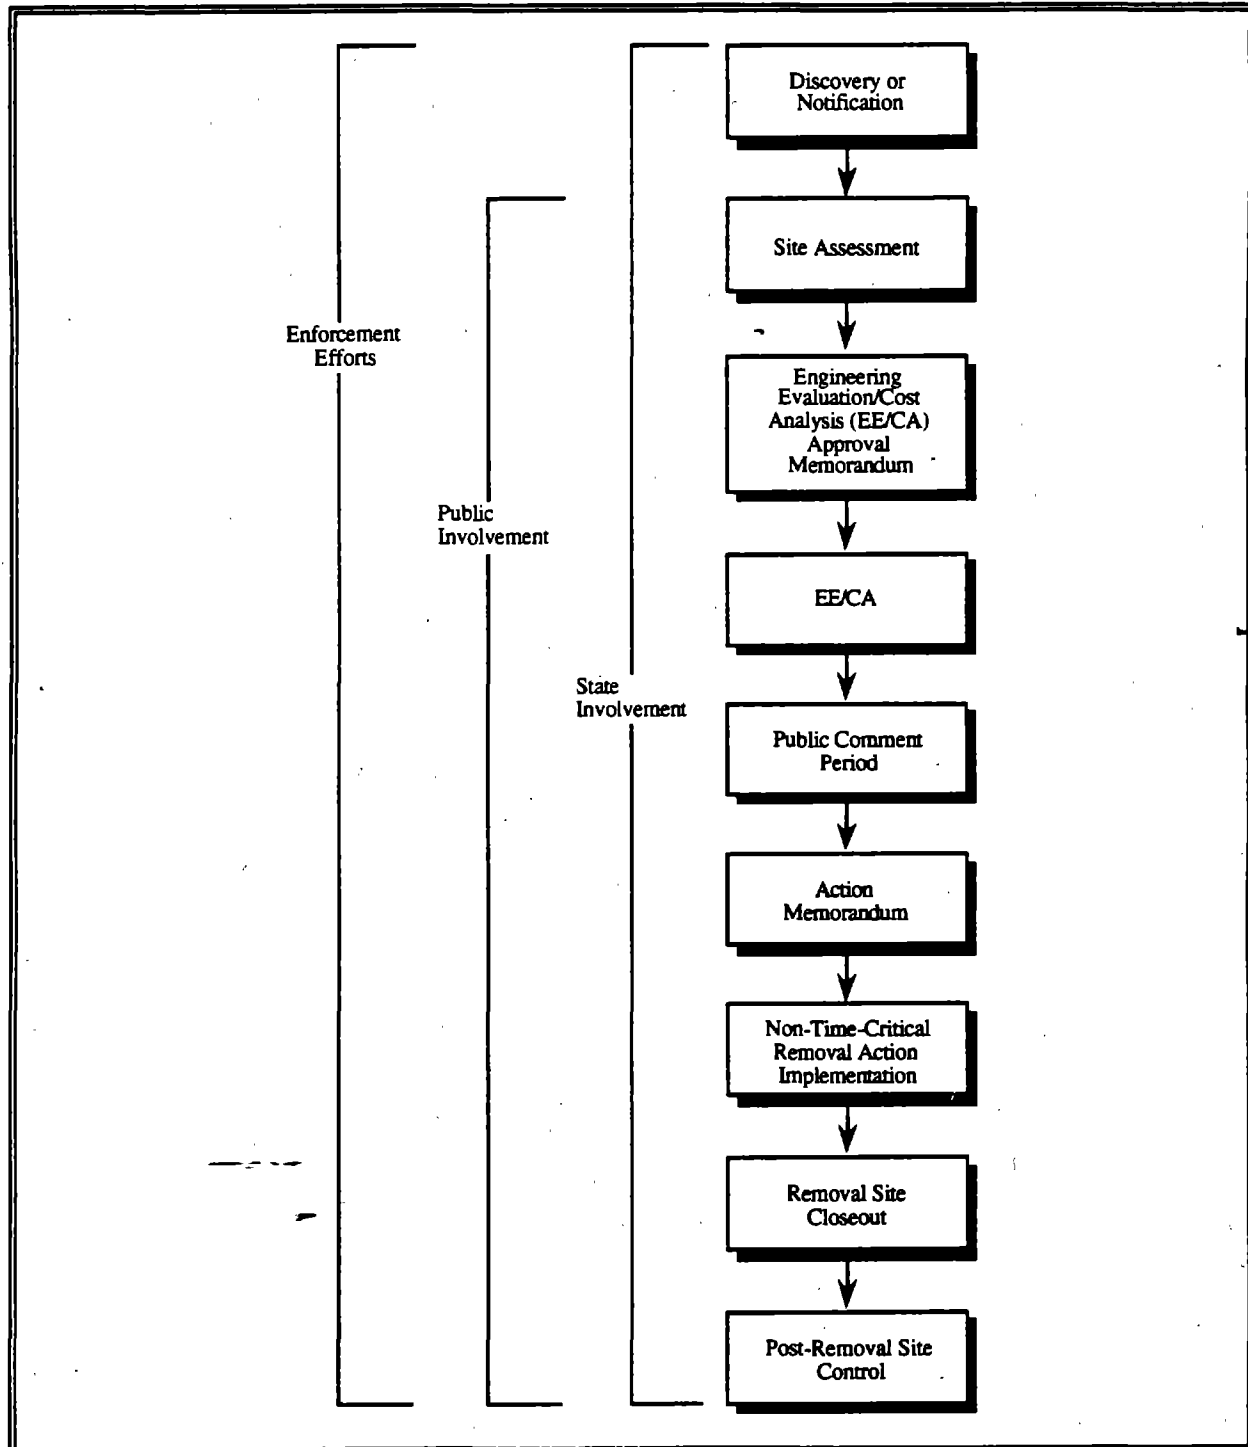 Discovery or
Notification
Site Assessment
Enforcement
Efforts
Engineering
Evaluation/Cost
Analysis (EE/CA)
Approval
Memorandum
Public
Involvement
EE/CA
State
Involvement
Public Comment
Period
Action
Memorandum
Non-Time-Critical
Removal Action
Implementation
Removal Site
Closeout
Post-Removal Site
Control